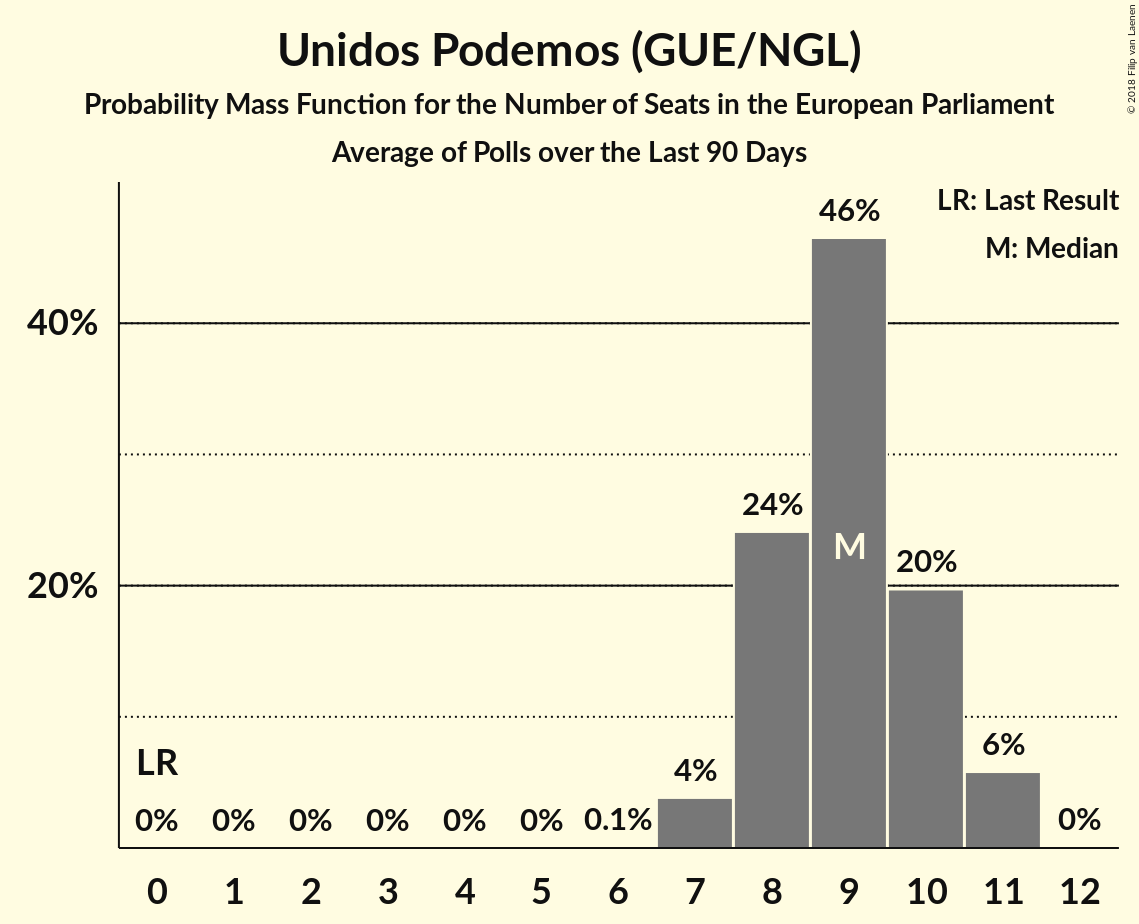 Unidos Podemos (GUE/NGL)
Probability Mass Function for the Number of Seats in the European Parliament
Average of Polls over the Last 90 Days
© 2018 Filip van Laenen
LR: Last Result
M: Median
46%
40%
24%
M
20%
20%
LR
6%
4%
0% 0% 0% 0% 0% 0% 0.1% 0%
0 1 2 3 4 5 6 7 8 9 10 11 12